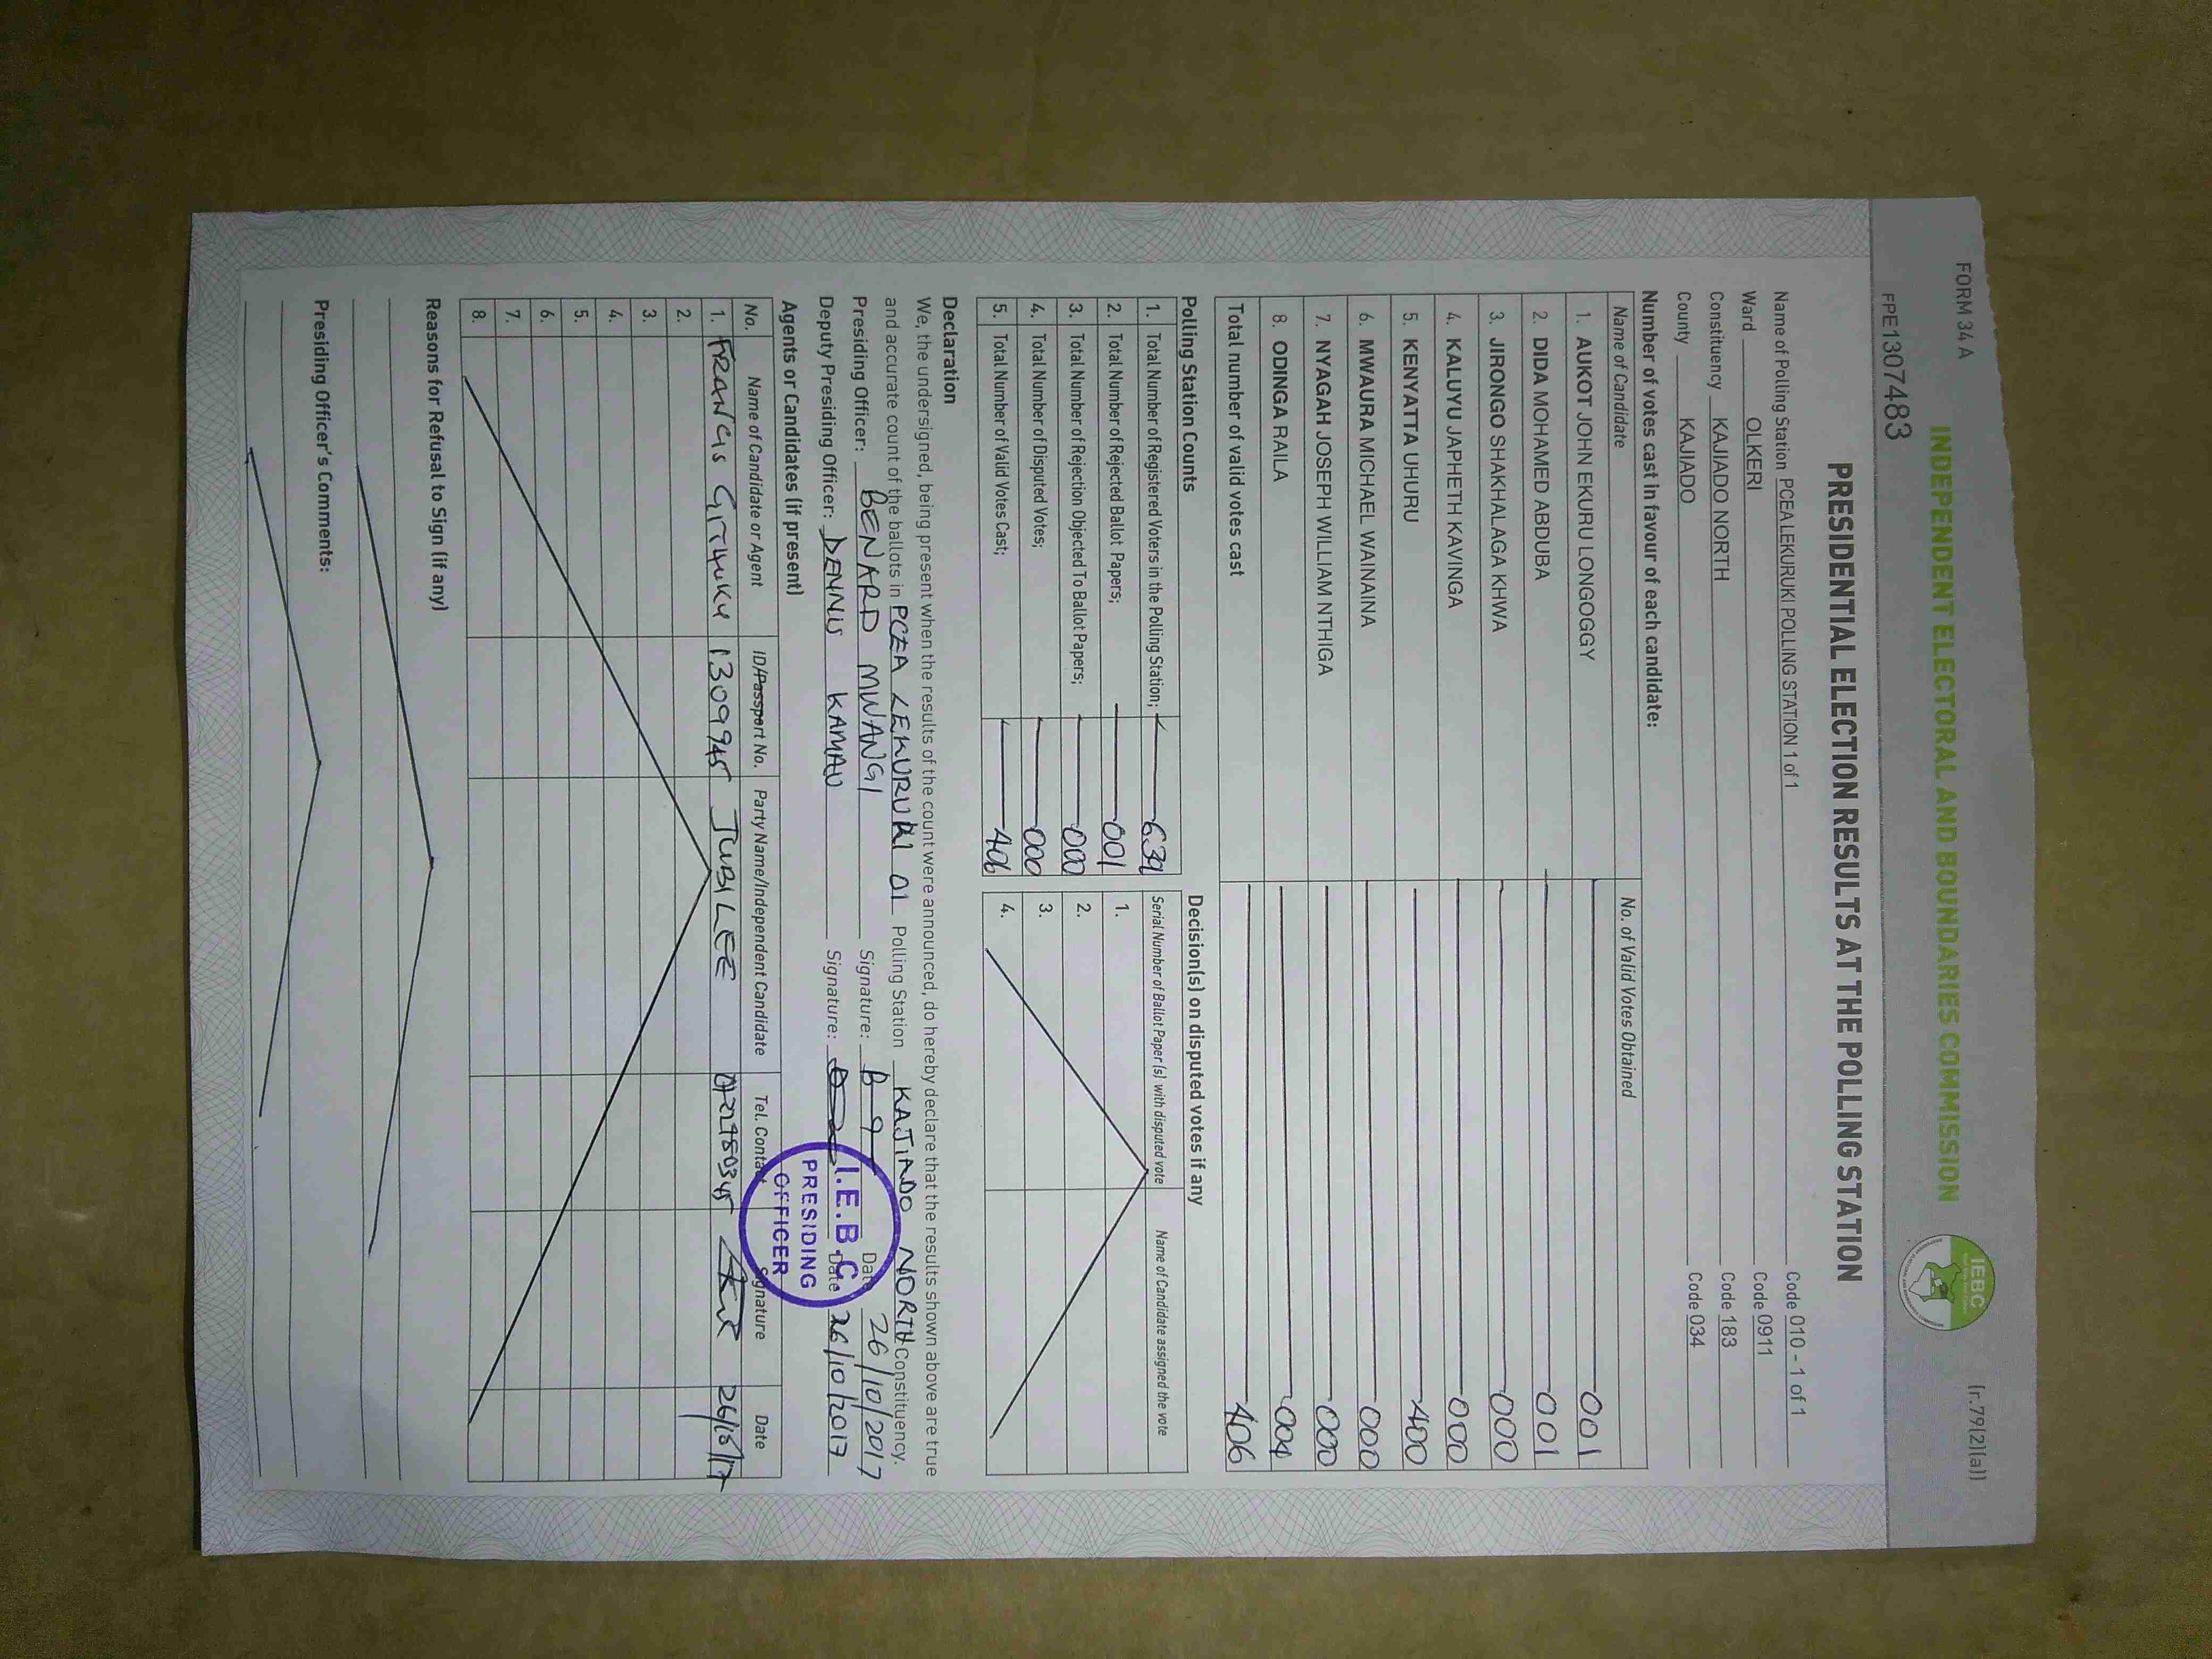 FORM 34 A
(r.79(2)(a))
INDEPENDENT ELECTORAL AND BOUNDARIES COMMISSION
IEBC
FPE1307483
PRESIDENTIAL ELECTION RESULTS AT THE POLLING STATION
Name of Polling Station PCEA LEKURUKI POLLING STATION 1 of 1 Code 010 - 1 of 1
Ward OLKERI Code 0911
Constituency KAJIADO NORTH Code 183
County KAJIADO Code 034
Number of votes cast in favour of each candidate:
Name of Candidate No. of Valid Votes Obtained
1. AUKOT JOHN EKURU LONGOGGY 001
2. DIDA MOHAMED ABDUBA 001
3. JIRONGO SHAKHALAGA KHWA 000
4. KALUYU JAPHETH KAVINGA 000
5. KENYATTA UHURU 400
6. MWAURA MICHAEL WAINAINA 000
7. NYAGAH JOSEPH WILLIAM NTHIGA 000
8. ODINGA RAILA 004
Total number of valid votes cast 406
Polling Station Counts
1. Total Number of Registered Voters in the Polling Station; 639
2. Total Number of Rejected Ballot Papers; 001
3. Total Number of Rejection Objected To Ballot Papers; 000
4. Total Number of Disputed Votes; 000
5. Total Number of Valid Votes Cast; 406
Decision(s) on disputed votes if any
Serial Number of Ballot Paper (s) with disputed vote Name of Candidate assigned the vote
1.
2.
3.
4.
Declaration
We, the undersigned, being present when the results of the count were announced, do hereby declare that the results shown above are true
and accurate count of the ballots in PCEA LEKURUKI 01 Polling Station KAJIADO NORTH Constituency.
Presiding Officer: BENARD MWANGI Signature: Date 26/10/2017
Deputy Presiding Officer: DENNIS KAMAU Signature: Date 26/10/2017
I.E.B.C.
PRESIDING
OFFICER
Agents or Candidates (if present)
No. Name of Candidate or Agent ID/Passport No. Party Name/Independent Candidate Tel. Contact Signature Date
1. FRANCIS 1309945 JUBILEE 26/10/17
2.
3.
4.
5.
6.
7.
8.
Reasons for Refusal to Sign (if any)
Presiding Officer's Comments: